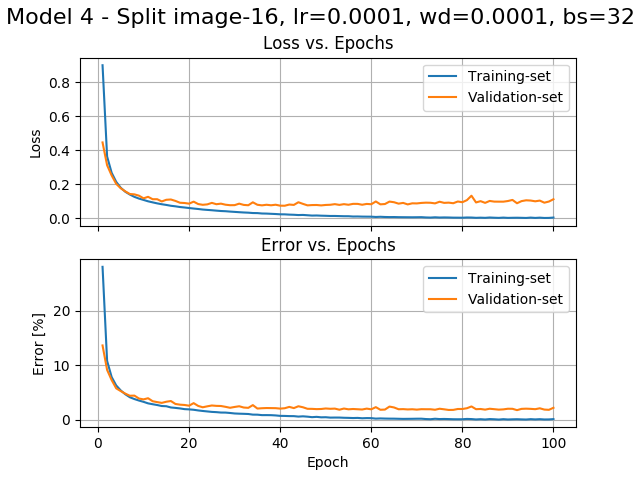 Model 4 - Split image-16, lr=0.0001, wd=0.0001, bs=32
Loss vs. Epochs
Loss
0.8
0.6
0.4
0.2
0.0
Training-set
Validation-set
Error vs. Epochs
Error [%]
20
10
0
Training-set
Validation-set
0 20 40 60 80 100
Epoch